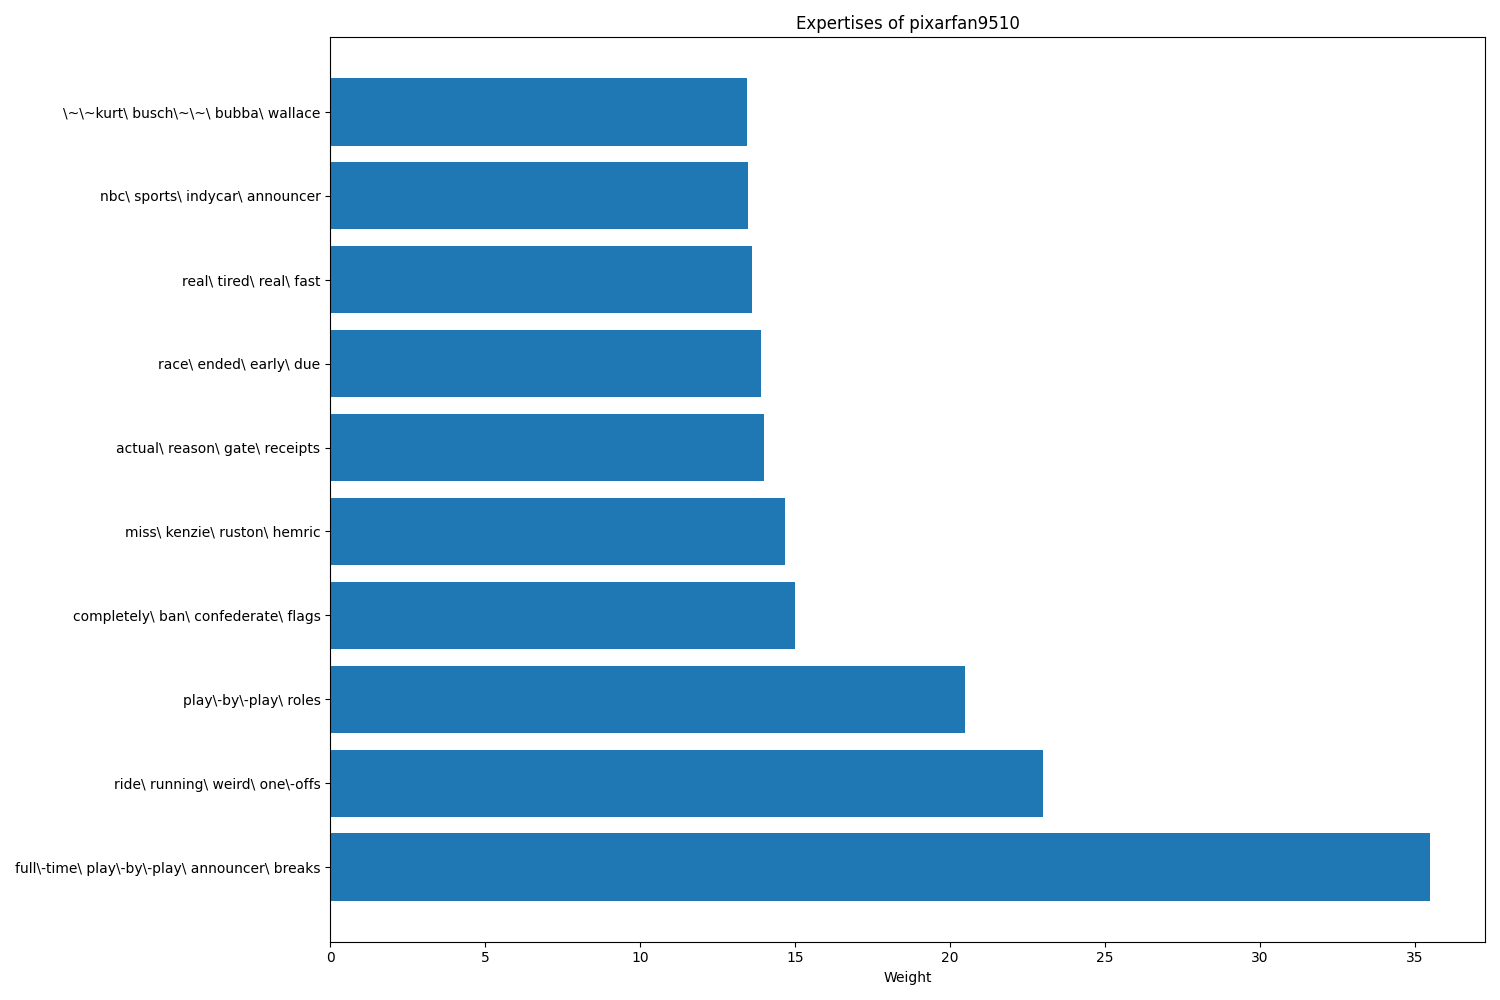 Expertises of pixarfan9510
\~\~kurt\ busch\~\~\ bubba\ wallace
nbc\ sports\ indycar\ announcer
real\ tired\ real\ fast
race\ ended\ early\ due
actual\ reason\ gate\ receipts
miss\ kenzie\ ruston\ hemric
completely\ ban\ confederate\ flags
play\-by\-play\ roles
ride\ running\ weird\ one\-offs
full\-time\ play\-by\-play\ announcer\ breaks
0 5 10 15 20 25 30 35
Weight